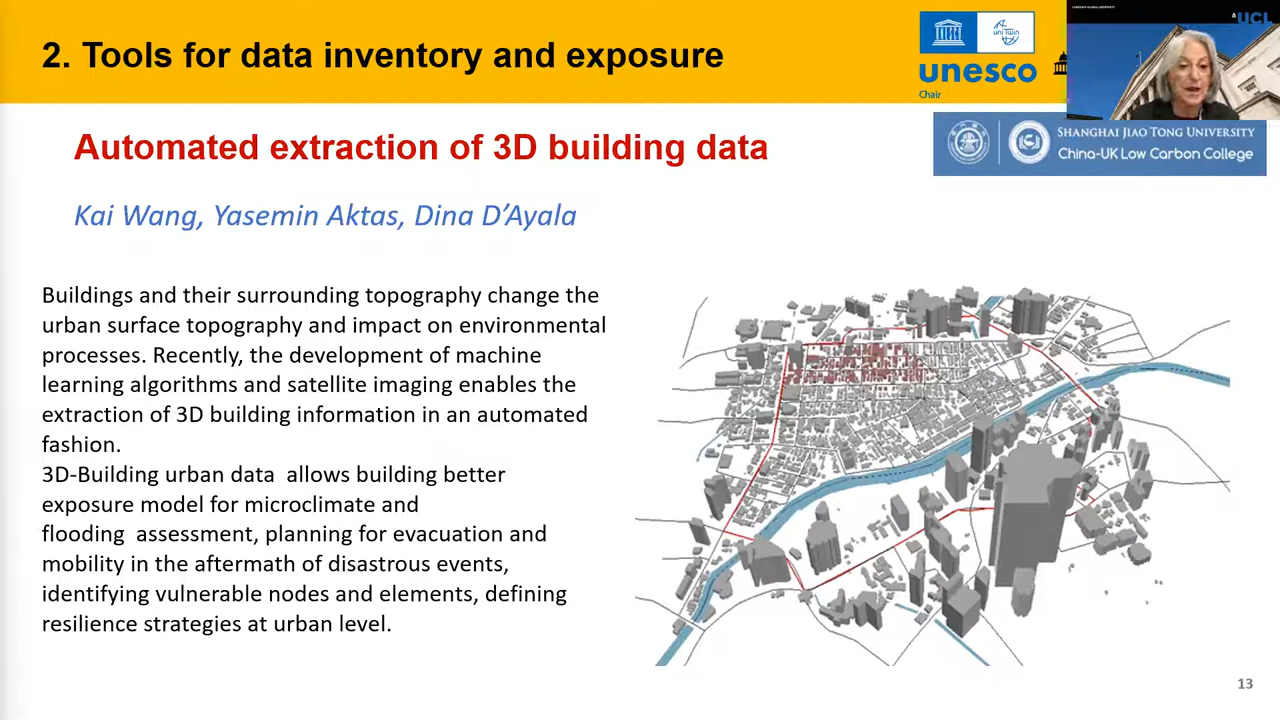 2. Tools for data inventory and exposure
uni Twin
unesco
Chair
UCL
Automated extraction of 3D building data
SHANGHAI JIAO TONG UNIVERSITY
China-UK Low Carbon College
Kai Wang, Yasemin Aktas, Dina D’Ayala
Buildings and their surrounding topography change the
urban surface topography and impact on environmental
processes. Recently, the development of machine
learning algorithms and satellite imaging enables the
extraction of 3D building information in an automated
fashion.
3D-Building urban data  allows building better
exposure model for microclimate and
flooding  assessment, planning for evacuation and
mobility in the aftermath of disastrous events,
identifying vulnerable nodes and elements, defining
resilience strategies at urban level.
13